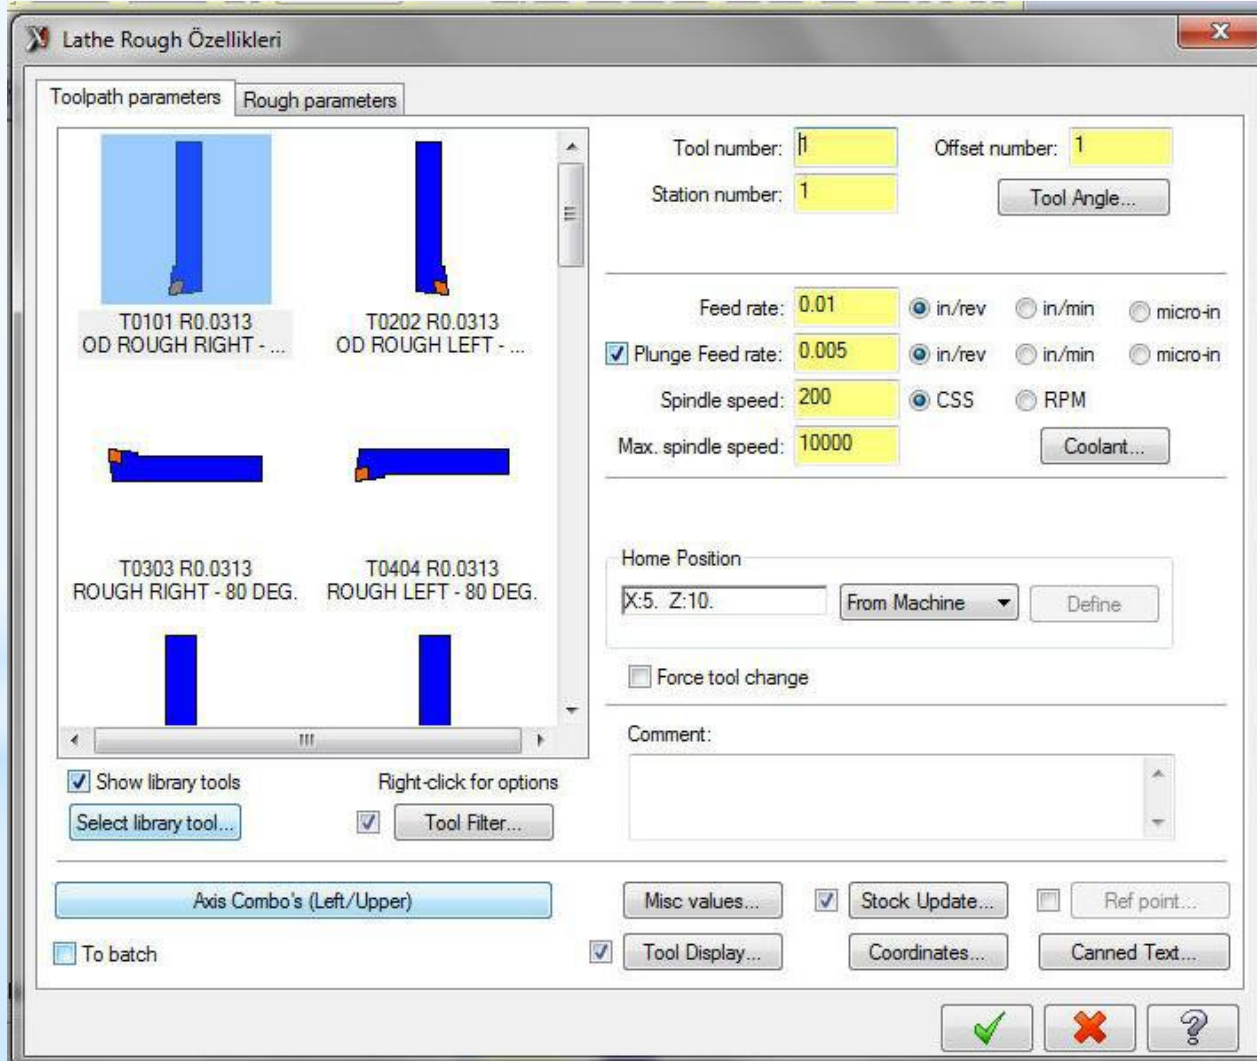 Lathe Rough Özellikleri
Toolpath parameters
Rough parameters
T0101 R0.0313
OD ROUGH RIGHT - ...
T0202 R0.0313
OD ROUGH LEFT - ...
T0303 R0.0313
ROUGH RIGHT - 80 DEG.
T0404 R0.0313
ROUGH LEFT - 80 DEG.
Show library tools
Right-click for options
Select library tool...
Tool Filter...
Tool number: 1
Offset number: 1
Station number: 1
Tool Angle...
Feed rate: 0.01 in/rev in/min micro-in
Plunge Feed rate: 0.005 in/rev in/min micro-in
Spindle speed: 200 CSS RPM
Max. spindle speed: 10000
Coolant...
Home Position
X:5. Z:10. From Machine Define
Force tool change
Comment:
Axis Combo's (Left/Upper)
Misc values...
Stock Update...
Ref point...
To batch
Tool Display...
Coordinates...
Canned Text...